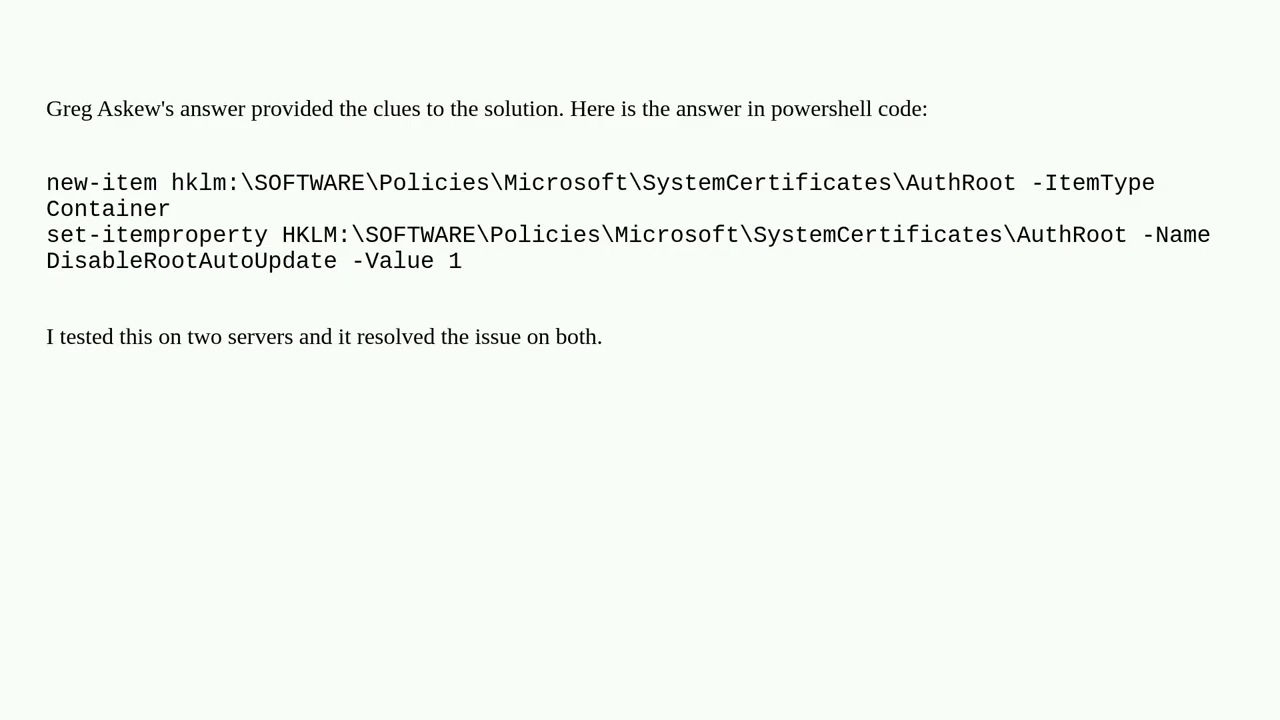 Greg Askew's answer provided the clues to the solution. Here is the answer in powershell code:
new-item hklm:\SOFTWARE\Policies\Microsoft\SystemCertificates\AuthRoot -ItemType
Container
set-itemproperty HKLM:\SOFTWARE\Policies\Microsoft\SystemCertificates\AuthRoot -Name
DisableRootAutoUpdate -Value 1
I tested this on two servers and it resolved the issue on both.